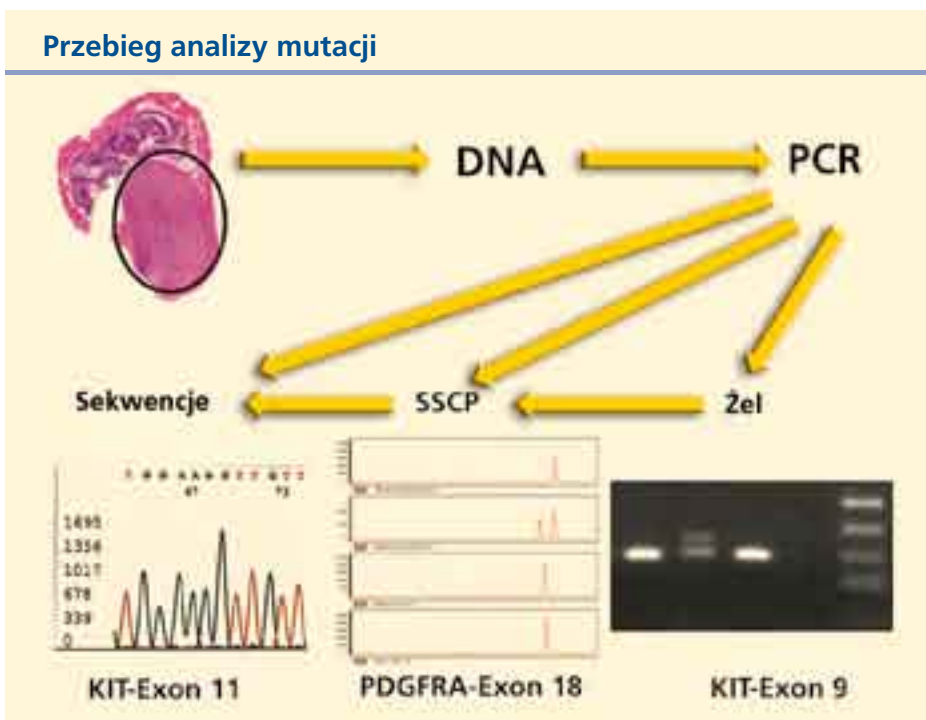 Przebieg analizy mutacji
DNA
PCR
Sekwencje
SSCP
Żel
1695
1356
1017
678
339
0
KIT-Exon 11
PDGFRA-Exon 18
KIT-Exon 9